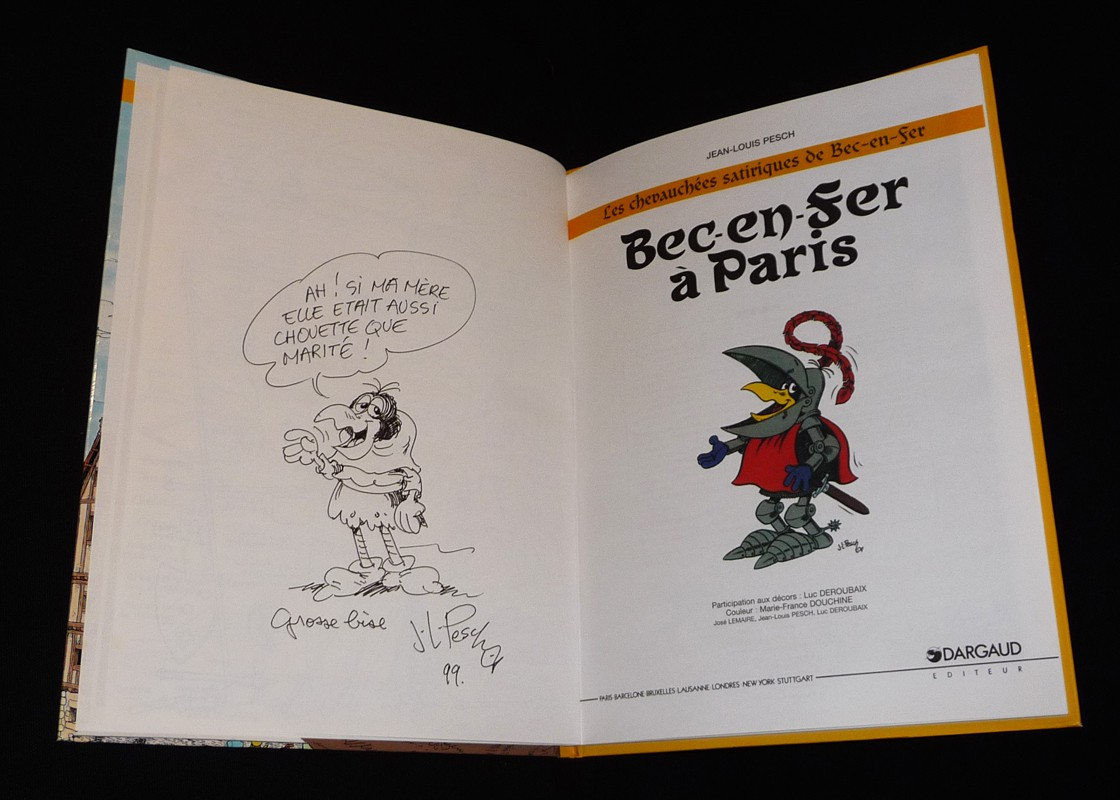 AH ! SI MA MÈRE
ELLE ETAIT AUSSI
CHOUETTE QUE
MARITÉ !
Grosse bise
J-L Pesch
99.
JEAN-LOUIS PESCH
Les chevauchées satiriques de Bec-en-Fer
Bec-en-Fer
à Paris
J-L Pesch
Participation aux décors : Luc DEROUBAIX
Couleur : Marie-France DOUCHINE
José LEMAIRE, Jean-Louis PESCH, Luc DEROUBAIX
DARGAUD
EDITEUR
PARIS·BARCELONE·BRUXELLES·LAUSANNE·LONDRES·NEW YORK·STUTTGART